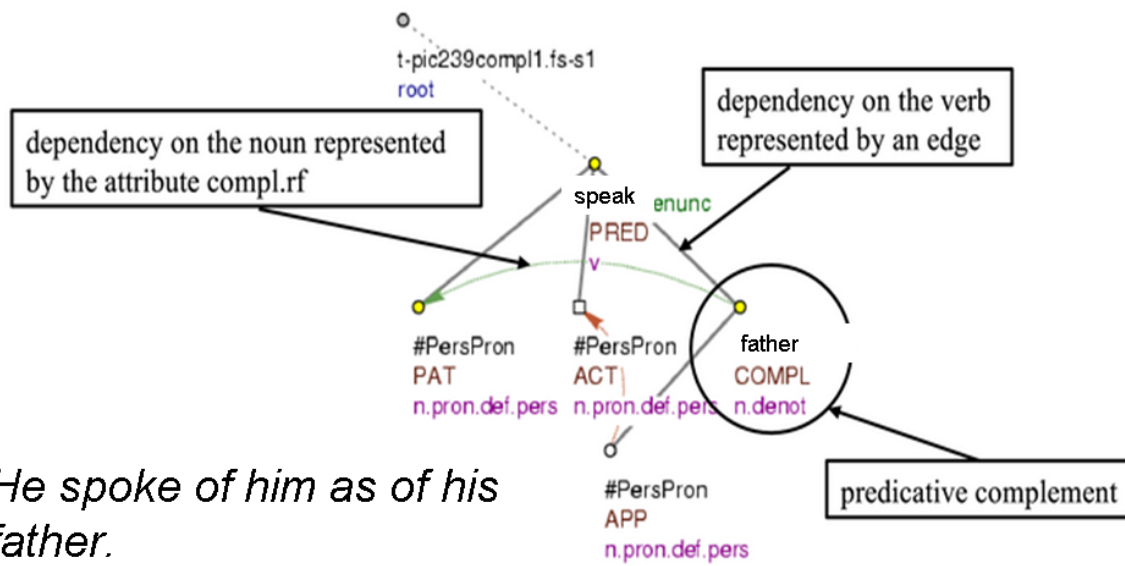 t-pic239compl1.fs-s1
root
dependency on the noun represented
by the attribute compl.rf
dependency on the verb
represented by an edge
speak
enunc
PRED
v
#PersPron
PAT
n.pron.def.pers
#PersPron
ACT
n.pron.def.pers
father
COMPL
n.denot
#PersPron
APP
n.pron.def.pers
predicative complement
He spoke of him as of his
father.